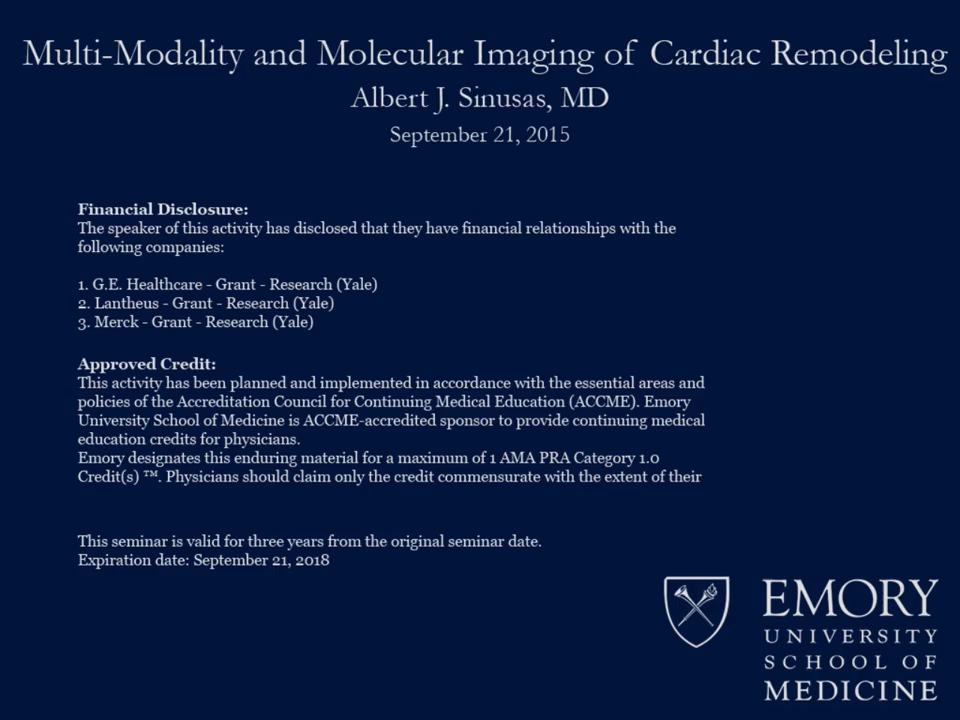 Multi-Modality and Molecular Imaging of Cardiac Remodeling
Albert J. Sinusas, MD
September 21, 2015
Financial Disclosure:
The speaker of this activity has disclosed that they have financial relationships with the
following companies:
1. G.E. Healthcare - Grant - Research (Yale)
2. Lantheus - Grant - Research (Yale)
3. Merck - Grant - Research (Yale)
Approved Credit:
This activity has been planned and implemented in accordance with the essential areas and
policies of the Accreditation Council for Continuing Medical Education (ACCME). Emory
University School of Medicine is ACCME-accredited sponsor to provide continuing medical
education credits for physicians.
Emory designates this enduring material for a maximum of 1 AMA PRA Category 1.0
Credit(s) ™. Physicians should claim only the credit commensurate with the extent of their
This seminar is valid for three years from the original seminar date.
Expiration date: September 21, 2018
EMORY
UNIVERSITY
SCHOOL OF
MEDICINE